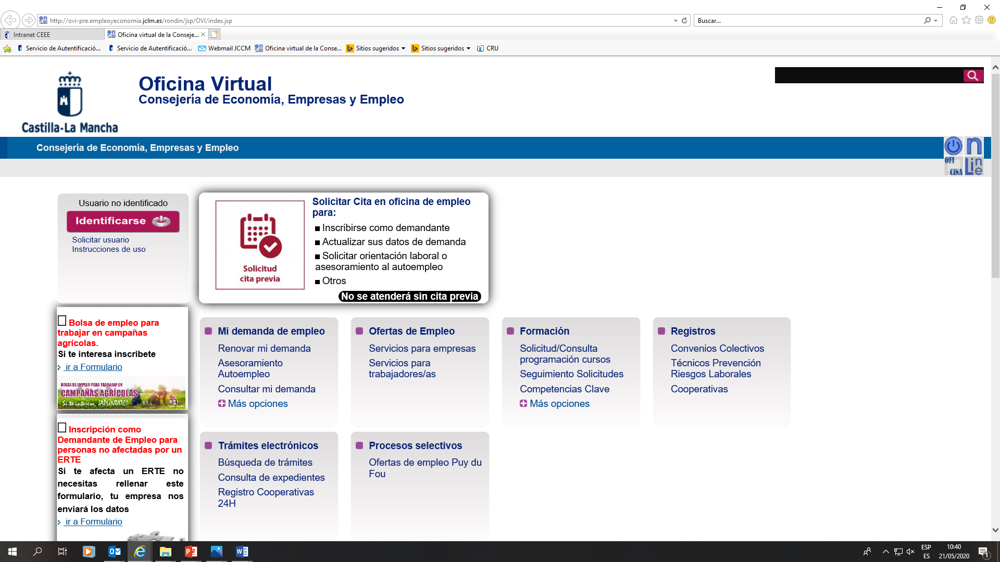 http://ovi-pre.empleoyeconomia.jclm.es/rondin/jsp/OVI/index.jsp
Buscar...
Intranet CEEE
Oficina virtual de la Conseje...
Servicio de Autentificació...
Servicio de Autentificació...
Webmail JCCM
Oficina virtual de la Conse...
Sitios sugeridos
Sitios sugeridos
CRU
Castilla-La Mancha
Oficina Virtual
Consejería de Economía, Empresas y Empleo
Consejería de Economía, Empresas y Empleo
On
OFI
CINA
Line
Usuario no identificado
Identificarse
Solicitar usuario
Instrucciones de uso
Solicitud
cita previa
Solicitar Cita en oficina de empleo
para:
Inscribirse como demandante
Actualizar sus datos de demanda
Solicitar orientación laboral o
asesoramiento al autoempleo
Otros
No se atenderá sin cita previa
Bolsa de empleo para
trabajar en campañas
agrícolas.
Si te interesa inscribete
ir a Formulario
BOLSA DE EMPLEO PARA TRABAJAR EN
CAMPAÑAS AGRÍCOLAS
Si te interesa, ¡APÚNTATE!
Castilla-La Mancha
Inscripción como
Demandante de Empleo para
personas no afectadas por un
ERTE
Si te afecta un ERTE no
necesitas rellenar este
formulario, tu empresa nos
enviará los datos
ir a Formulario
Mi demanda de empleo
Renovar mi demanda
Asesoramiento
Autoempleo
Consultar mi demanda
Más opciones
Ofertas de Empleo
Servicios para empresas
Servicios para
trabajadores/as
Formación
Solicitud/Consulta
programación cursos
Seguimiento Solicitudes
Competencias Clave
Más opciones
Registros
Convenios Colectivos
Técnicos Prevención
Riesgos Laborales
Cooperativas
Trámites electrónicos
Búsqueda de trámites
Consulta de expedientes
Registro Cooperativas
24H
Procesos selectivos
Ofertas de empleo Puy du
Fou
ESP
ES
10:40
21/05/2020
1